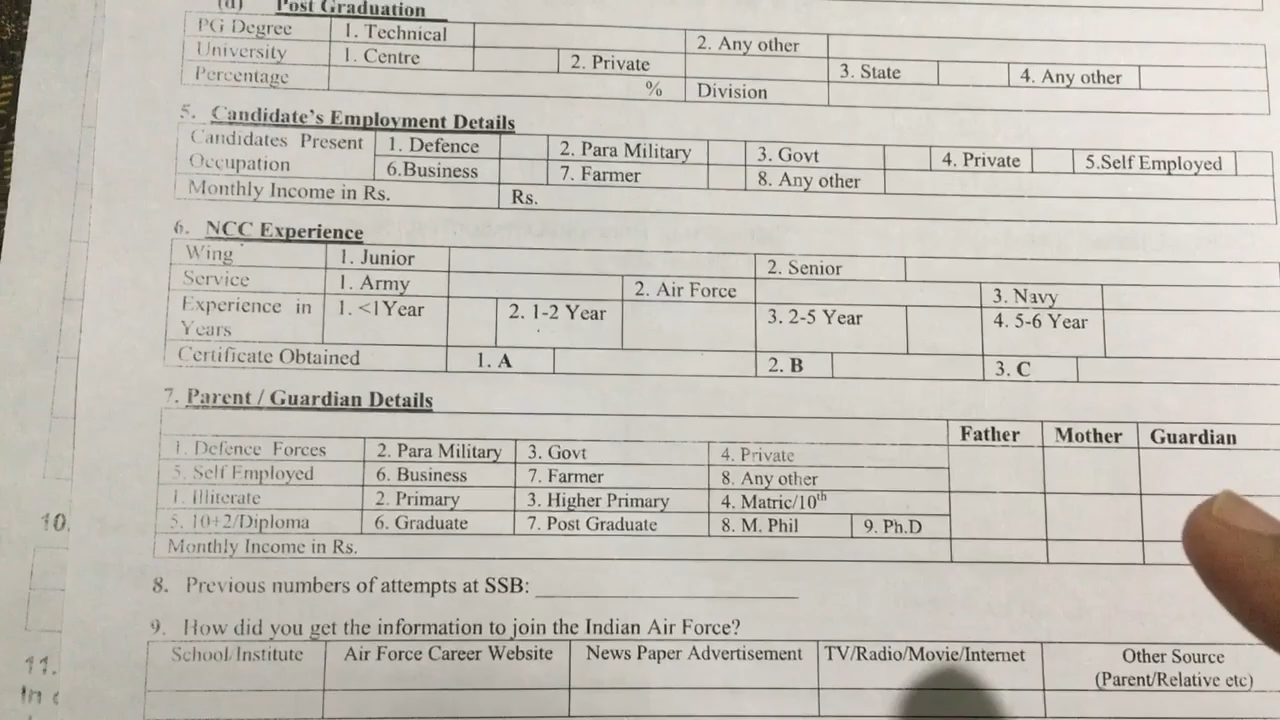 (d) Post Graduation
PG Degree 1. Technical 2. Any other
University 1. Centre 2. Private 3. State 4. Any other
Percentage % Division
5. Candidate's Employment Details
Candidates Present Occupation 1. Defence 2. Para Military 3. Govt 4. Private 5.Self Employed
6.Business 7. Farmer 8. Any other
Monthly Income in Rs. Rs.
6. NCC Experience
Wing 1. Junior 2. Senior
Service 1. Army 2. Air Force 3. Navy
Experience in Years 1. <1Year 2. 1-2 Year 3. 2-5 Year 4. 5-6 Year
Certificate Obtained 1. A 2. B 3. C
7. Parent / Guardian Details
Father Mother Guardian
1. Defence Forces 2. Para Military 3. Govt 4. Private
5. Self Employed 6. Business 7. Farmer 8. Any other
1. Illiterate 2. Primary 3. Higher Primary 4. Matric/10th
5. 10+2/Diploma 6. Graduate 7. Post Graduate 8. M. Phil 9. Ph.D
Monthly Income in Rs.
10.
8. Previous numbers of attempts at SSB:
9. How did you get the information to join the Indian Air Force?
School/Institute Air Force Career Website News Paper Advertisement TV/Radio/Movie/Internet Other Source
(Parent/Relative etc)
11.
In